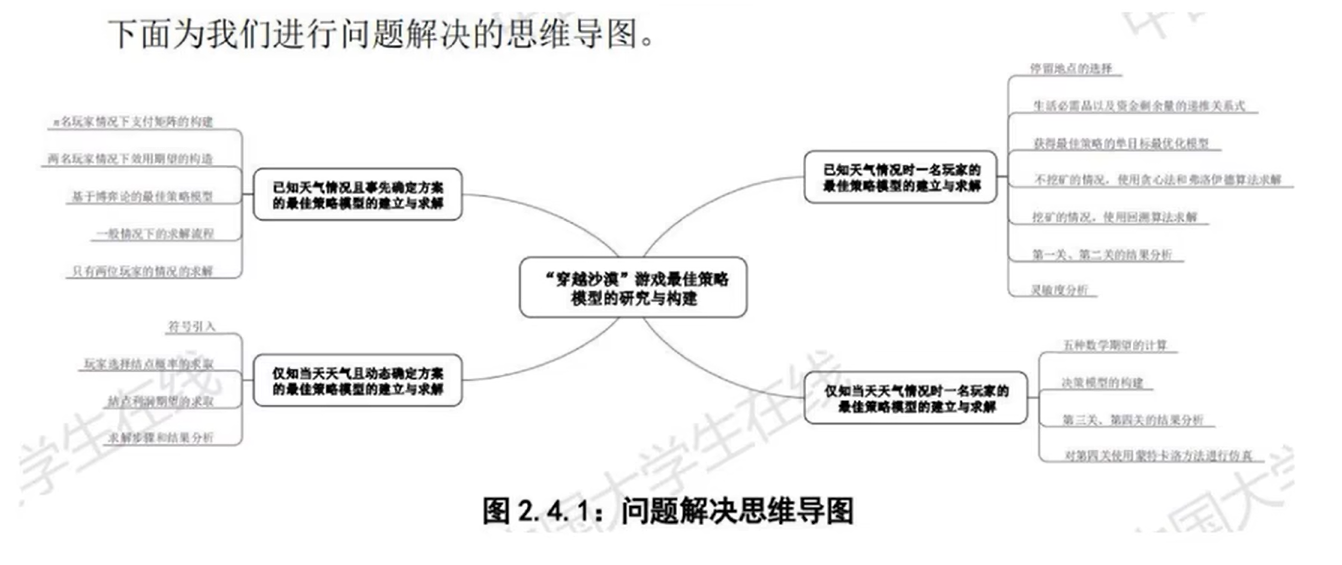 下面为我们进行问题解决的思维导图。
n名玩家情况下支付矩阵的构建
两名玩家情况下效用期望的构造
基于博弈论的最佳策略模型
一般情况下的求解流程
只有两位玩家的情况的求解
已知天气情况且事先确定方案
的最佳策略模型的建立与求解
符号引入
玩家选择结点概率的求取
结点利润期望的求取
求解步骤和结果分析
仅知当天天气且动态确定方案
的最佳策略模型的建立与求解
“穿越沙漠”游戏最佳策略
模型的研究与构建
已知天气情况时一名玩家的
最佳策略模型的建立与求解
停留地点的选择
生活必需品以及资金剩余量的递推关系式
获得最佳策略的单目标最优化模型
不挖矿的情况，使用贪心法和弗洛伊德算法求解
挖矿的情况，使用回溯算法求解
第一关、第二关的结果分析
灵敏度分析
仅知当天天气情况时一名玩家的
最佳策略模型的建立与求解
五种数学期望的计算
决策模型的构建
第三关、第四关的结果分析
对第四关使用蒙特卡洛方法进行仿真
图 2.4.1：问题解决思维导图
中国大学生在线